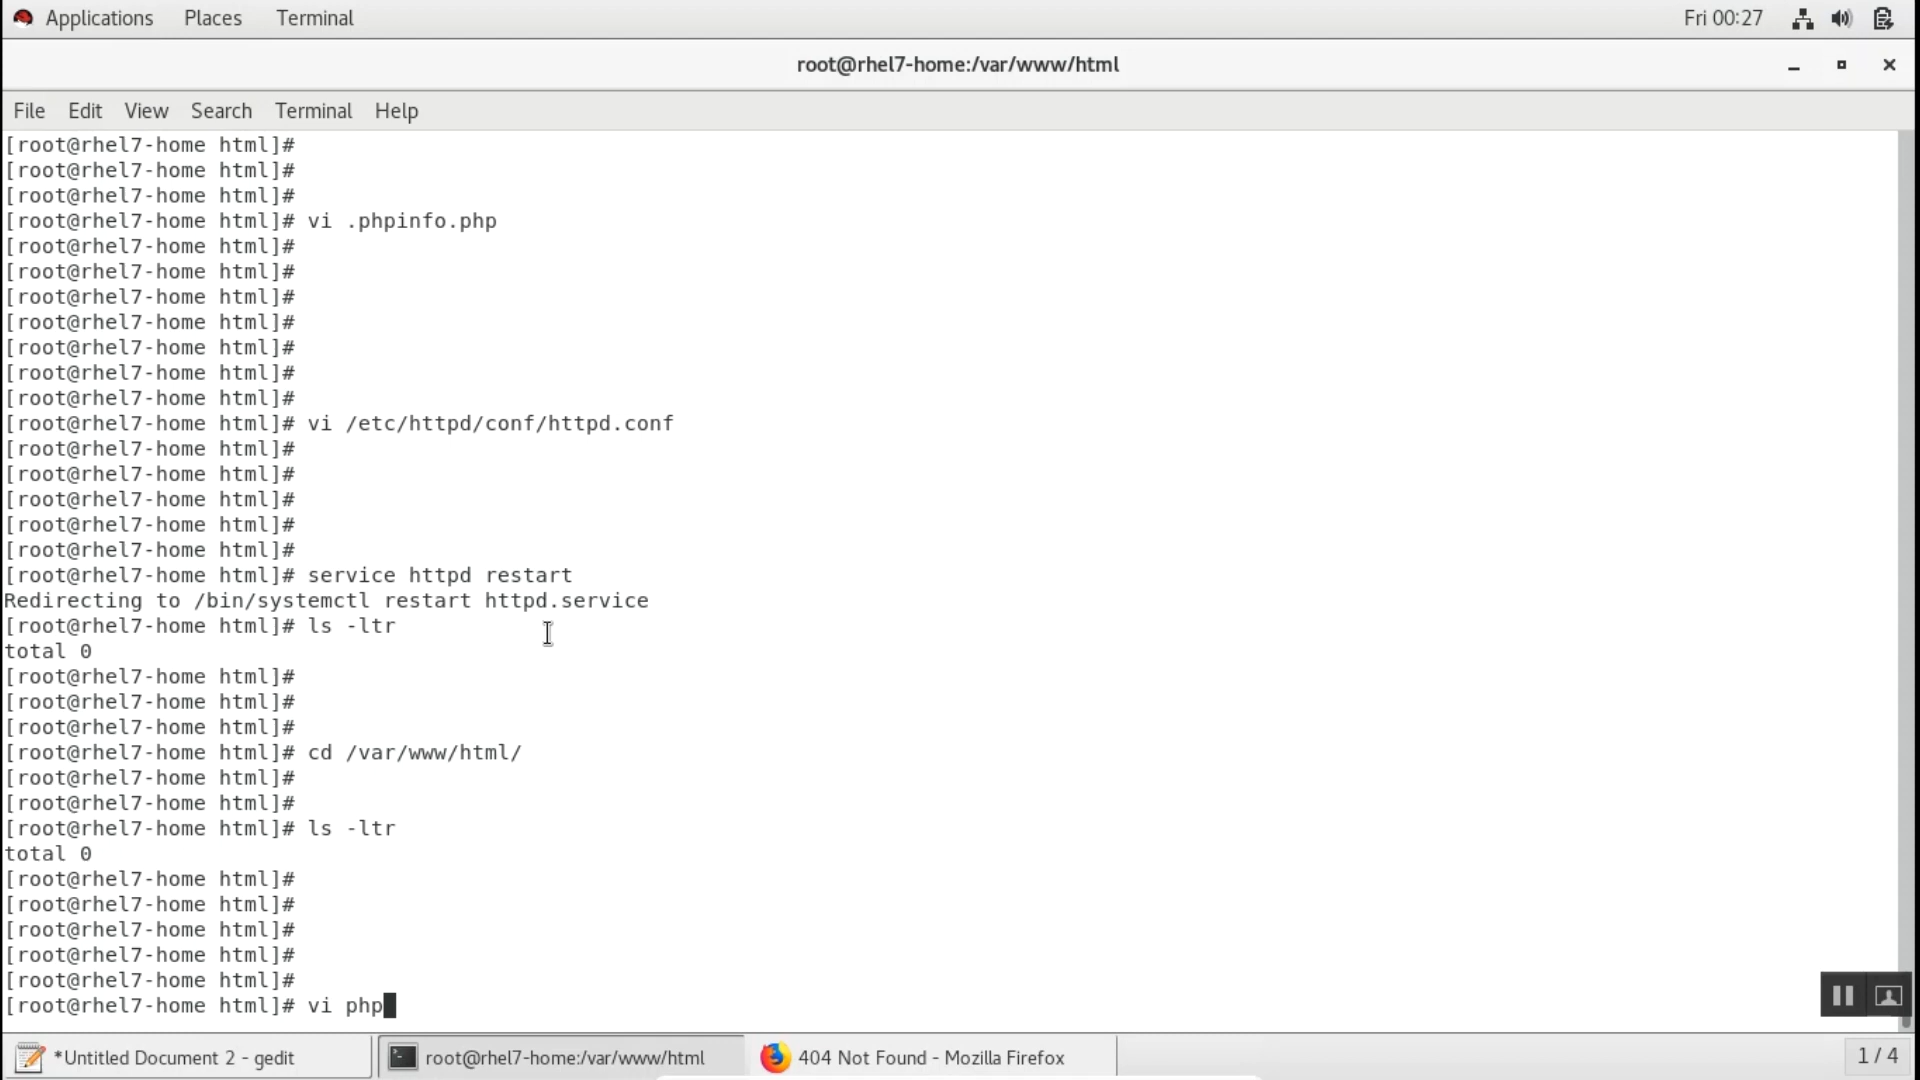 Applications Places Terminal Fri 00:27
root@rhel7-home:/var/www/html
File Edit View Search Terminal Help
[root@rhel7-home html]#
[root@rhel7-home html]#
[root@rhel7-home html]#
[root@rhel7-home html]# vi .phpinfo.php
[root@rhel7-home html]#
[root@rhel7-home html]#
[root@rhel7-home html]#
[root@rhel7-home html]#
[root@rhel7-home html]#
[root@rhel7-home html]#
[root@rhel7-home html]#
[root@rhel7-home html]# vi /etc/httpd/conf/httpd.conf
[root@rhel7-home html]#
[root@rhel7-home html]#
[root@rhel7-home html]#
[root@rhel7-home html]#
[root@rhel7-home html]#
[root@rhel7-home html]# service httpd restart
Redirecting to /bin/systemctl restart httpd.service
[root@rhel7-home html]# ls -ltr
total 0
[root@rhel7-home html]#
[root@rhel7-home html]#
[root@rhel7-home html]#
[root@rhel7-home html]# cd /var/www/html/
[root@rhel7-home html]#
[root@rhel7-home html]#
[root@rhel7-home html]# ls -ltr
total 0
[root@rhel7-home html]#
[root@rhel7-home html]#
[root@rhel7-home html]#
[root@rhel7-home html]#
[root@rhel7-home html]#
[root@rhel7-home html]# vi php
*Untitled Document 2 - gedit root@rhel7-home:/var/www/html 404 Not Found - Mozilla Firefox 1 / 4